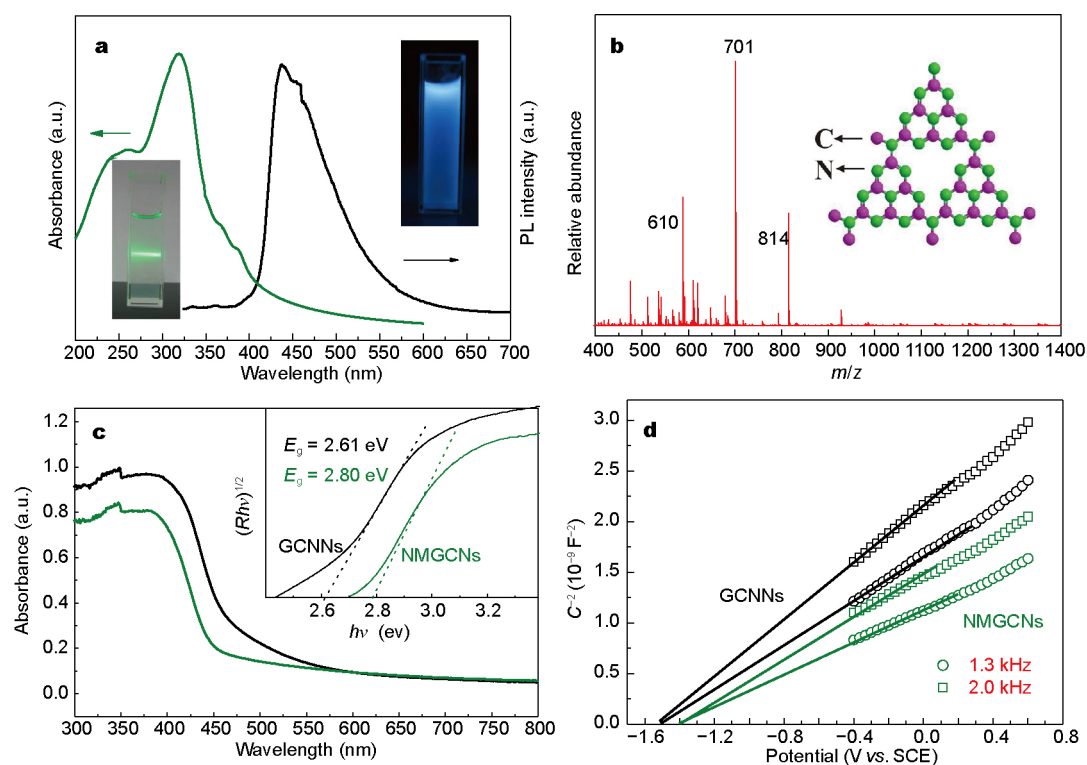 a
Absorbance (a.u.)
PL intensity (a.u.)
200 250 300 350 400 450 500 550 600 650 700
Wavelength (nm)
b
701
610
814
C
N
Relative abundance
400 500 600 700 800 900 1000 1100 1200 1300 1400
m/z
c
1.2
1.0
0.8
0.6
0.4
0.2
0.0
Absorbance (a.u.)
300 350 400 450 500 550 600 650 700 750 800
Wavelength (nm)
Eg = 2.61 eV
Eg = 2.80 eV
(Rhν)1/2
GCNNs
NMGCNs
2.6 2.8 3.0 3.2
hν (ev)
d
3.0
2.5
2.0
1.5
1.0
0.5
0.0
C−2 (10−9 F−2)
GCNNs
NMGCNs
1.3 kHz
2.0 kHz
−1.6 −1.2 −0.8 −0.4 0.0 0.4 0.8
Potential (V vs. SCE)